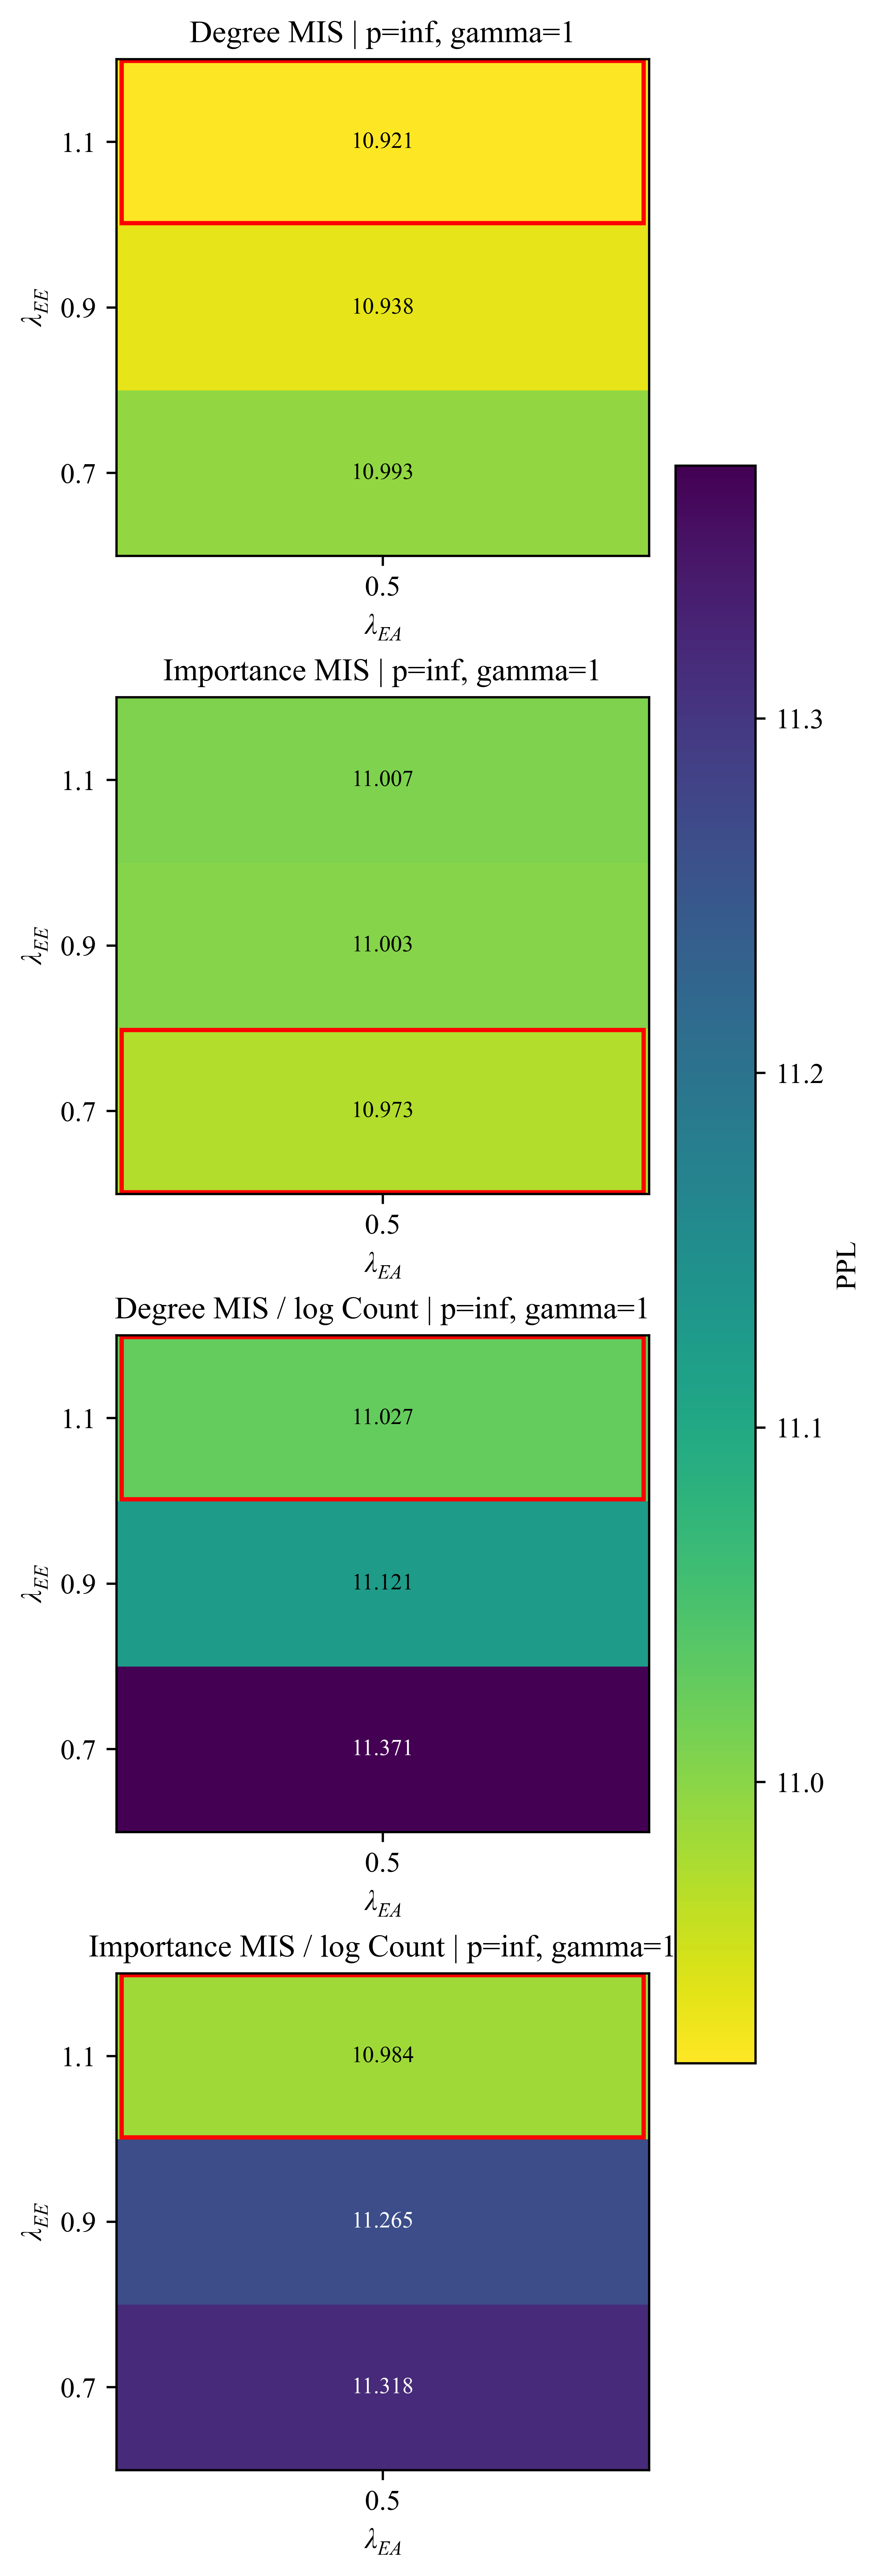 Degree MIS | p=inf, gamma=1
1.1
10.921
0.9
10.938
0.7
10.993
λEE
0.5
λEA
Importance MIS | p=inf, gamma=1
1.1
11.007
0.9
11.003
0.7
10.973
λEE
0.5
λEA
Degree MIS / log Count | p=inf, gamma=1
1.1
11.027
0.9
11.121
0.7
11.371
λEE
0.5
λEA
Importance MIS / log Count | p=inf, gamma=1
1.1
10.984
0.9
11.265
0.7
11.318
λEE
0.5
λEA
11.3
11.2
11.1
11.0
PPL